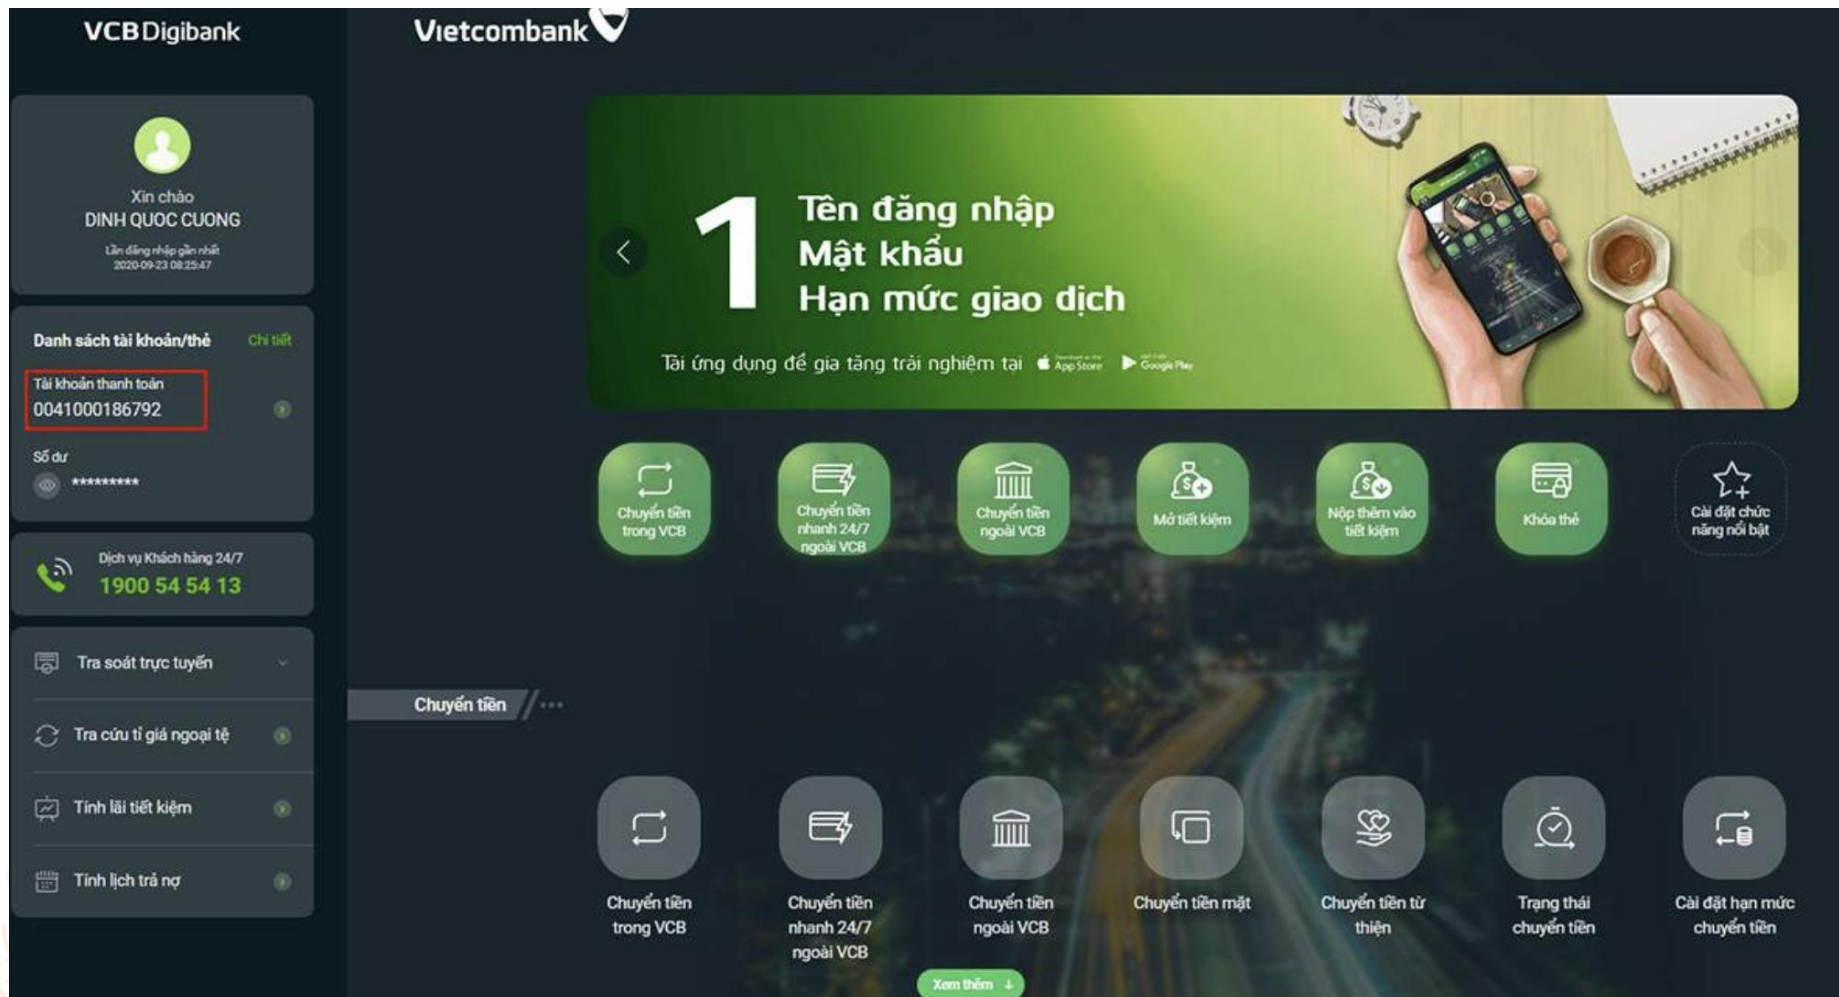 VCB Digibank
Vietcombank
Xin chào
DINH QUOC CUONG
Lần đăng nhập gần nhất
2020-09-23 08:25:47
Danh sách tài khoản/thẻ
Chi tiết
Tài khoản thanh toán
0041000186792
Số dư
*********
Dịch vụ Khách hàng 24/7
1900 54 54 13
Tra soát trực tuyến
Tra cứu tỉ giá ngoại tệ
Tính lãi tiết kiệm
Tính lịch trả nợ
1
Tên đăng nhập
Mật khẩu
Hạn mức giao dịch
Tải ứng dụng để gia tăng trải nghiệm tại
App Store
Google Play
Chuyển tiền
trong VCB
Chuyển tiền
nhanh 24/7
ngoài VCB
Chuyển tiền
ngoài VCB
Mở tiết kiệm
Nộp thêm vào
tiết kiệm
Khóa thẻ
Cài đặt chức
năng nổi bật
Chuyển tiền
Chuyển tiền
trong VCB
Chuyển tiền
nhanh 24/7
ngoài VCB
Chuyển tiền
ngoài VCB
Chuyển tiền mặt
Chuyển tiền từ
thiện
Trạng thái
chuyển tiền
Cài đặt hạn mức
chuyển tiền
Xem thêm